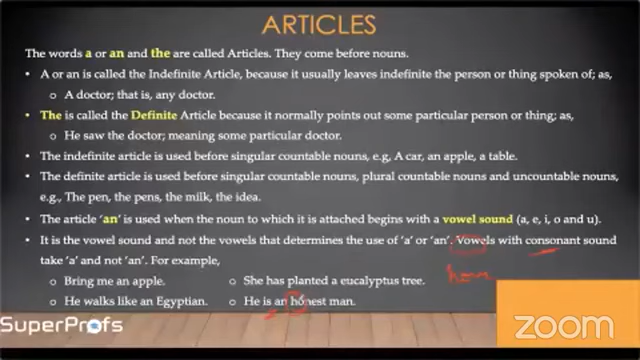 ARTICLES
The words a or an and the are called Articles. They come before nouns.
• A or an is called the Indefinite Article, because it usually leaves indefinite the person or thing spoken of; as,
o A doctor; that is, any doctor.
• The is called the Definite Article because it normally points out some particular person or thing; as,
o He saw the doctor; meaning some particular doctor.
• The indefinite article is used before singular countable nouns, e.g, A car, an apple, a table.
• The definite article is used before singular countable nouns, plural countable nouns and uncountable nouns,
e.g., The pen, the pens, the milk, the idea.
• The article 'an' is used when the noun to which it is attached begins with a vowel sound (a, e, i, o and u).
• It is the vowel sound and not the vowels that determines the use of 'a' or 'an'. Vowels with consonant sound
take 'a' and not 'an'. For example,
o Bring me an apple.
o She has planted a eucalyptus tree.
o He walks like an Egyptian.
o He is an honest man.
SuperProfs
zoom